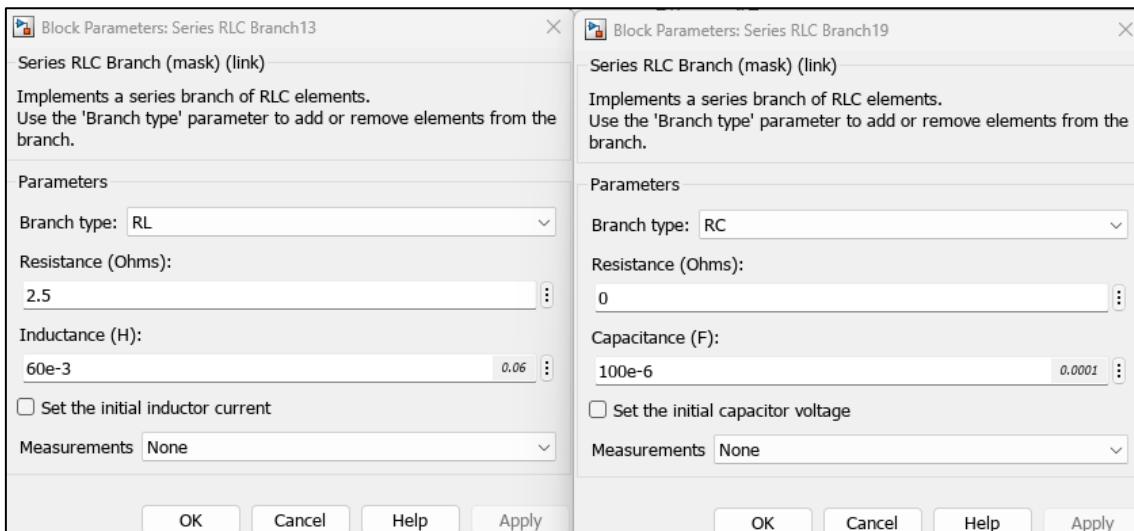 Block Parameters: Series RLC Branch13
Series RLC Branch (mask) (link)
Implements a series branch of RLC elements.
Use the 'Branch type' parameter to add or remove elements from the
branch.
Parameters
Branch type: RL
Resistance (Ohms):
2.5
Inductance (H):
60e-3 0.06
Set the initial inductor current
Measurements None
OK Cancel Help Apply
Block Parameters: Series RLC Branch19
Series RLC Branch (mask) (link)
Implements a series branch of RLC elements.
Use the 'Branch type' parameter to add or remove elements from the
branch.
Parameters
Branch type: RC
Resistance (Ohms):
0
Capacitance (F):
100e-6 0.0001
Set the initial capacitor voltage
Measurements None
OK Cancel Help Apply